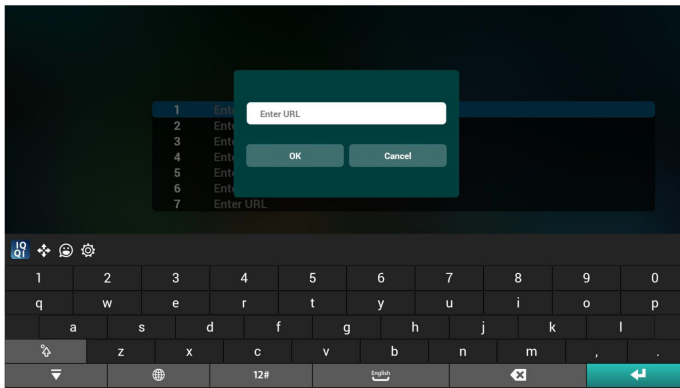 1 Ente
Enter URL
2 Ente
3 Ente
4 Ente
OK Cancel
5 Ente
6 Ente
7 Enter URL
IQ
QI
1 2 3 4 5 6 7 8 9 0
q w e r t y u i o p
a s d f g h j k l
z x c v b n m , .
12# English